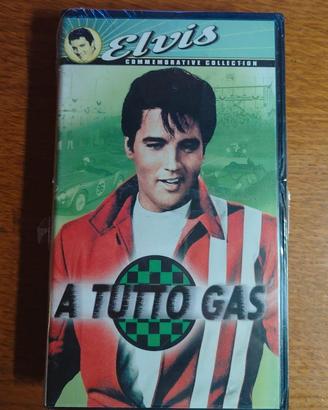 Elvis
COMMEMORATIVE COLLECTION
A TUTTO GAS